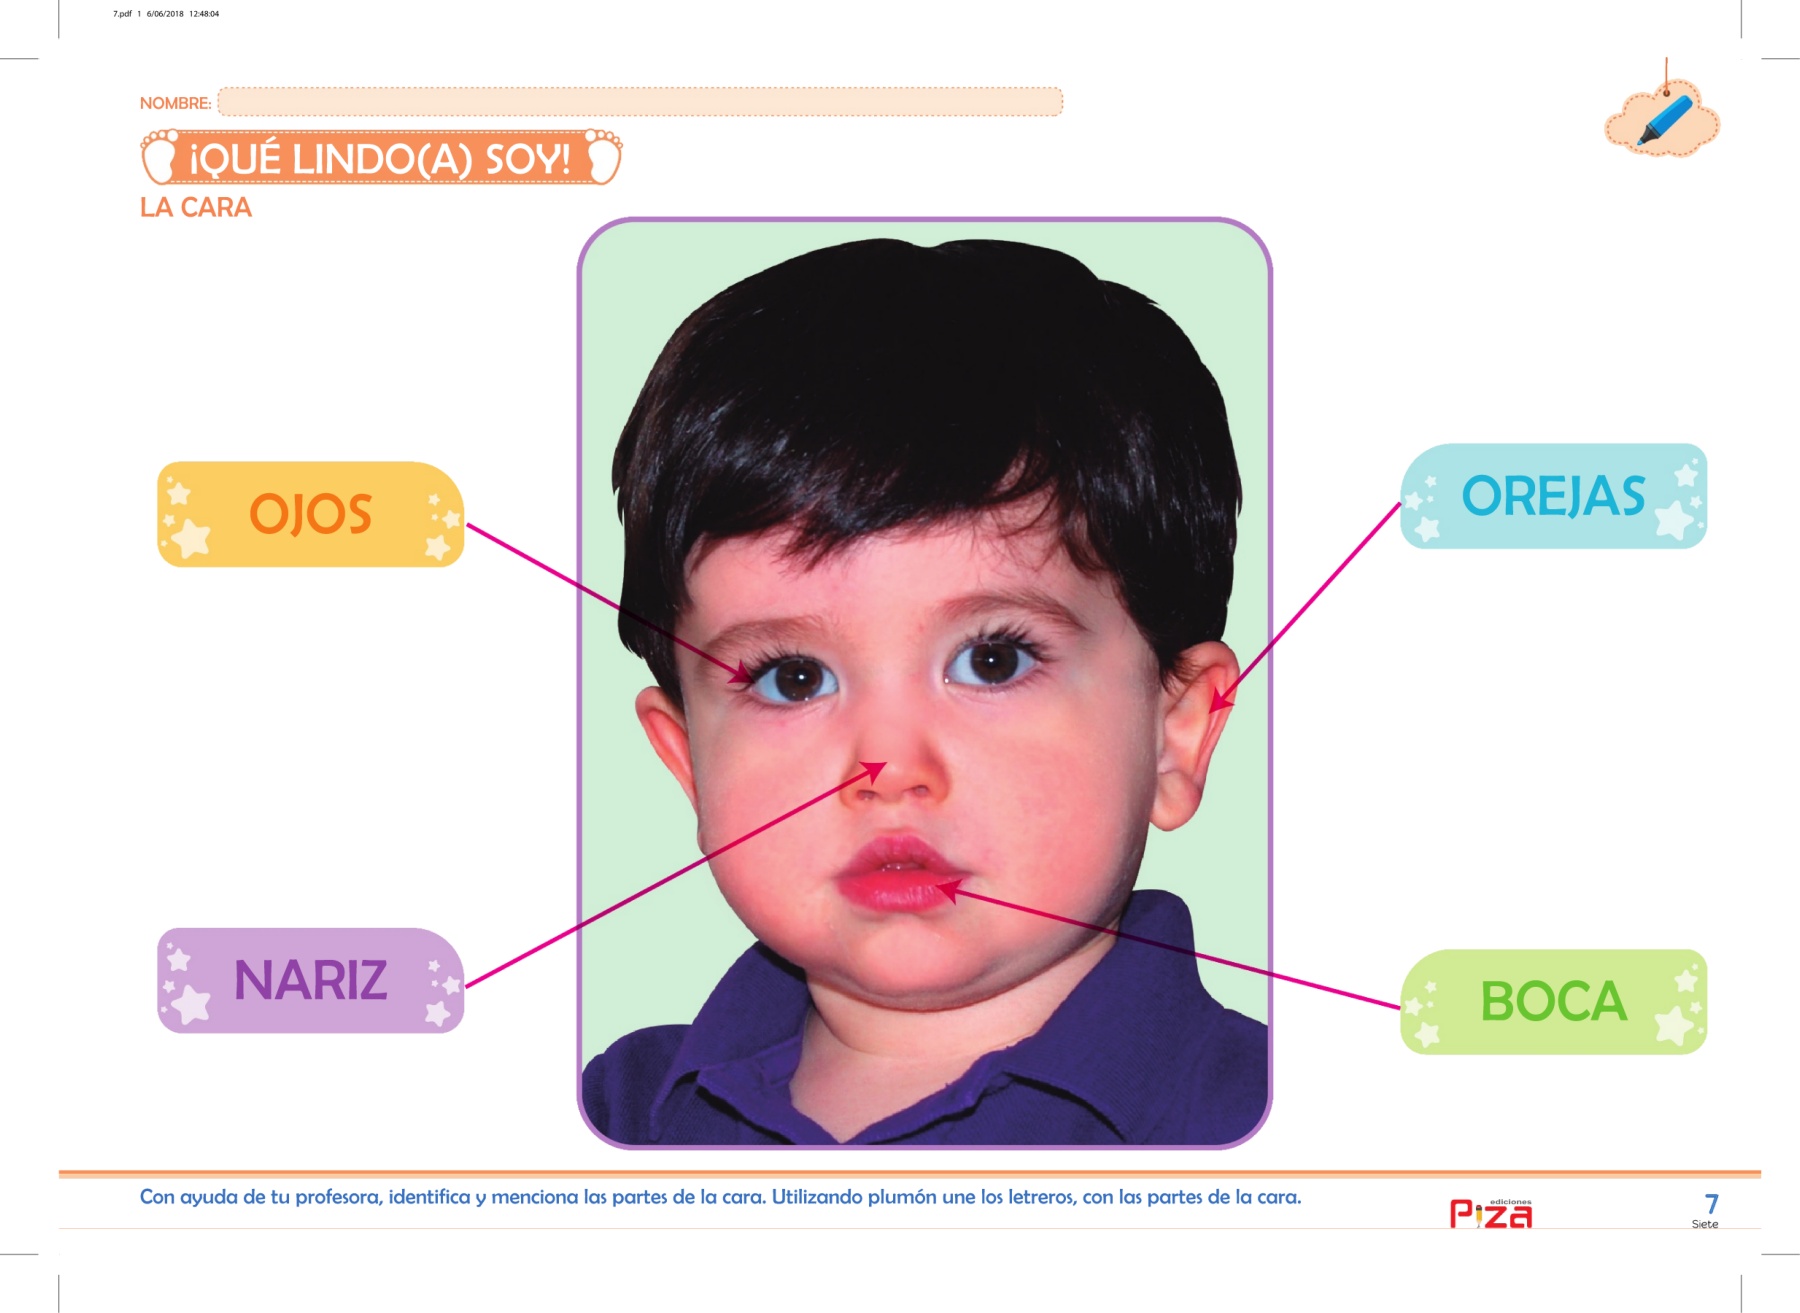 7.pdf 1 6/06/2018 12:48:04
NOMBRE:
¡QUÉ LINDO(A) SOY!
LA CARA
OJOS
OREJAS
NARIZ
BOCA
Con ayuda de tu profesora, identifica y menciona las partes de la cara. Utilizando plumón une los letreros, con las partes de la cara.
ediciones
Piza
7
Siete